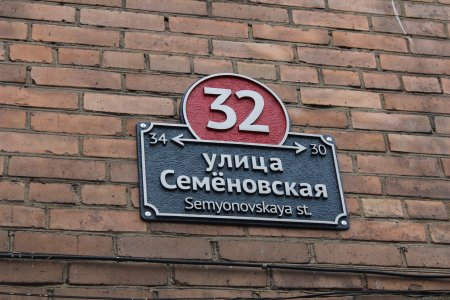 32
34 30
улица
Семёновская
Semyonovskaya st.